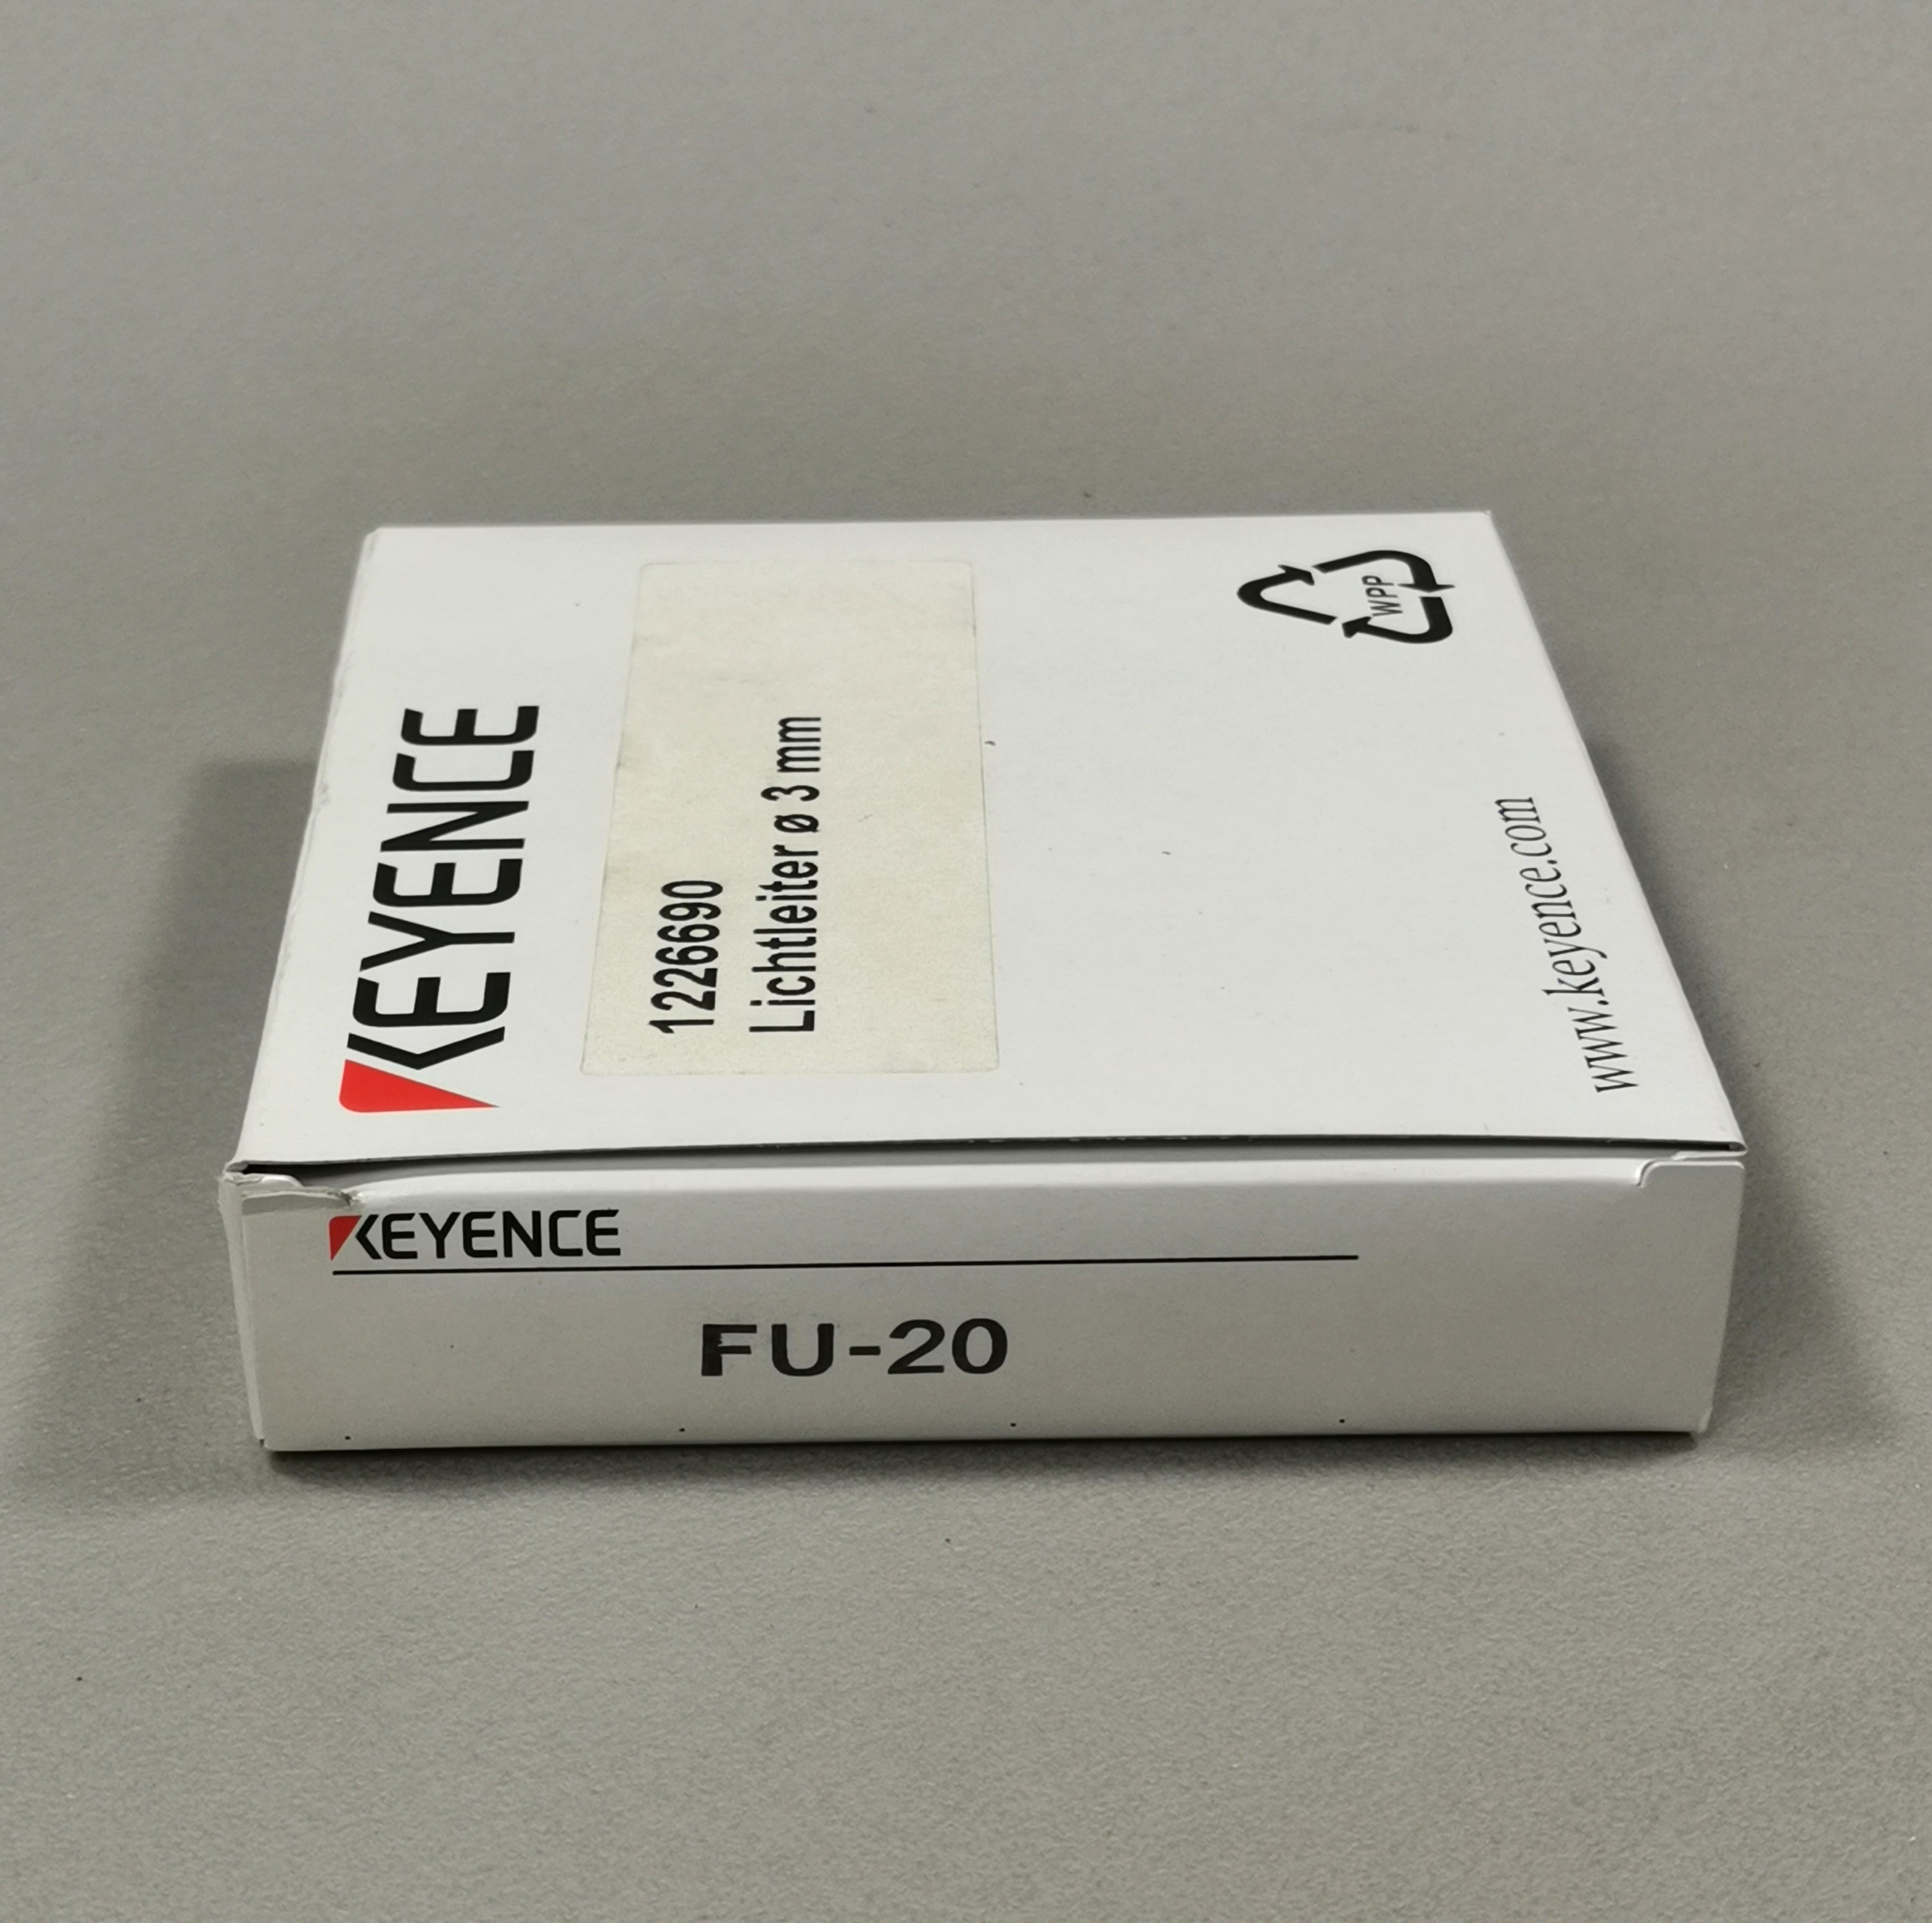 KEYENCE
1226690
Lichtleiter ø 3 mm
WPP
www.keyence.com
KEYENCE
FU-20